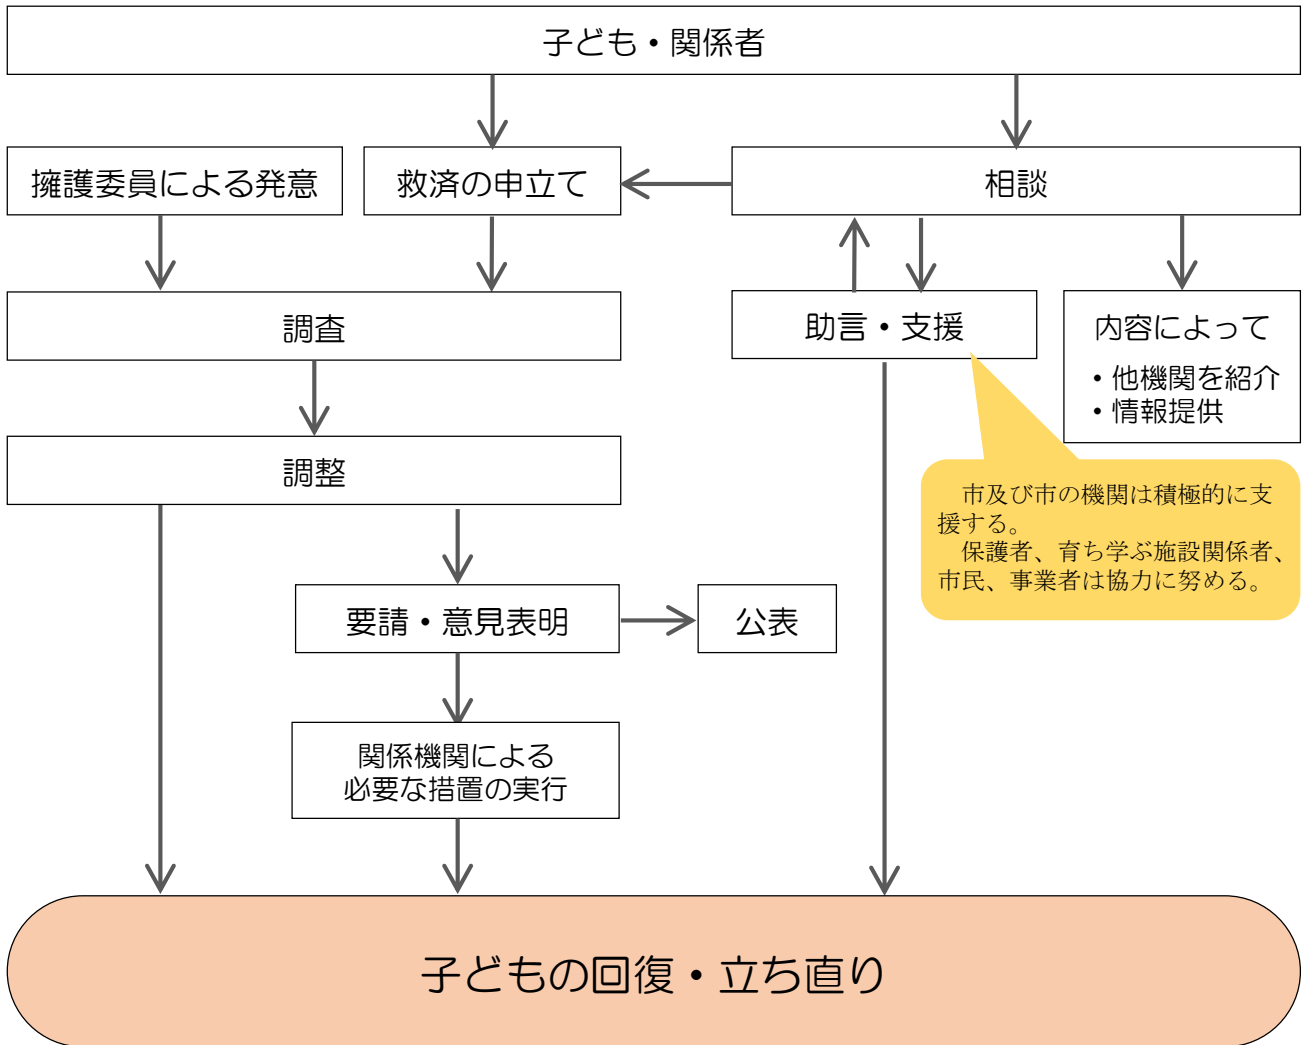 子ども・関係者
擁護委員による発意
救済の申立て
相談
調査
助言・支援
内容によって
・他機関を紹介
・情報提供
調整
市及び市の機関は積極的に支
援する。
保護者、育ち学ぶ施設関係者、
市民、事業者は協力に努める。
要請・意見表明
公表
関係機関による
必要な措置の実行
子どもの回復・立ち直り